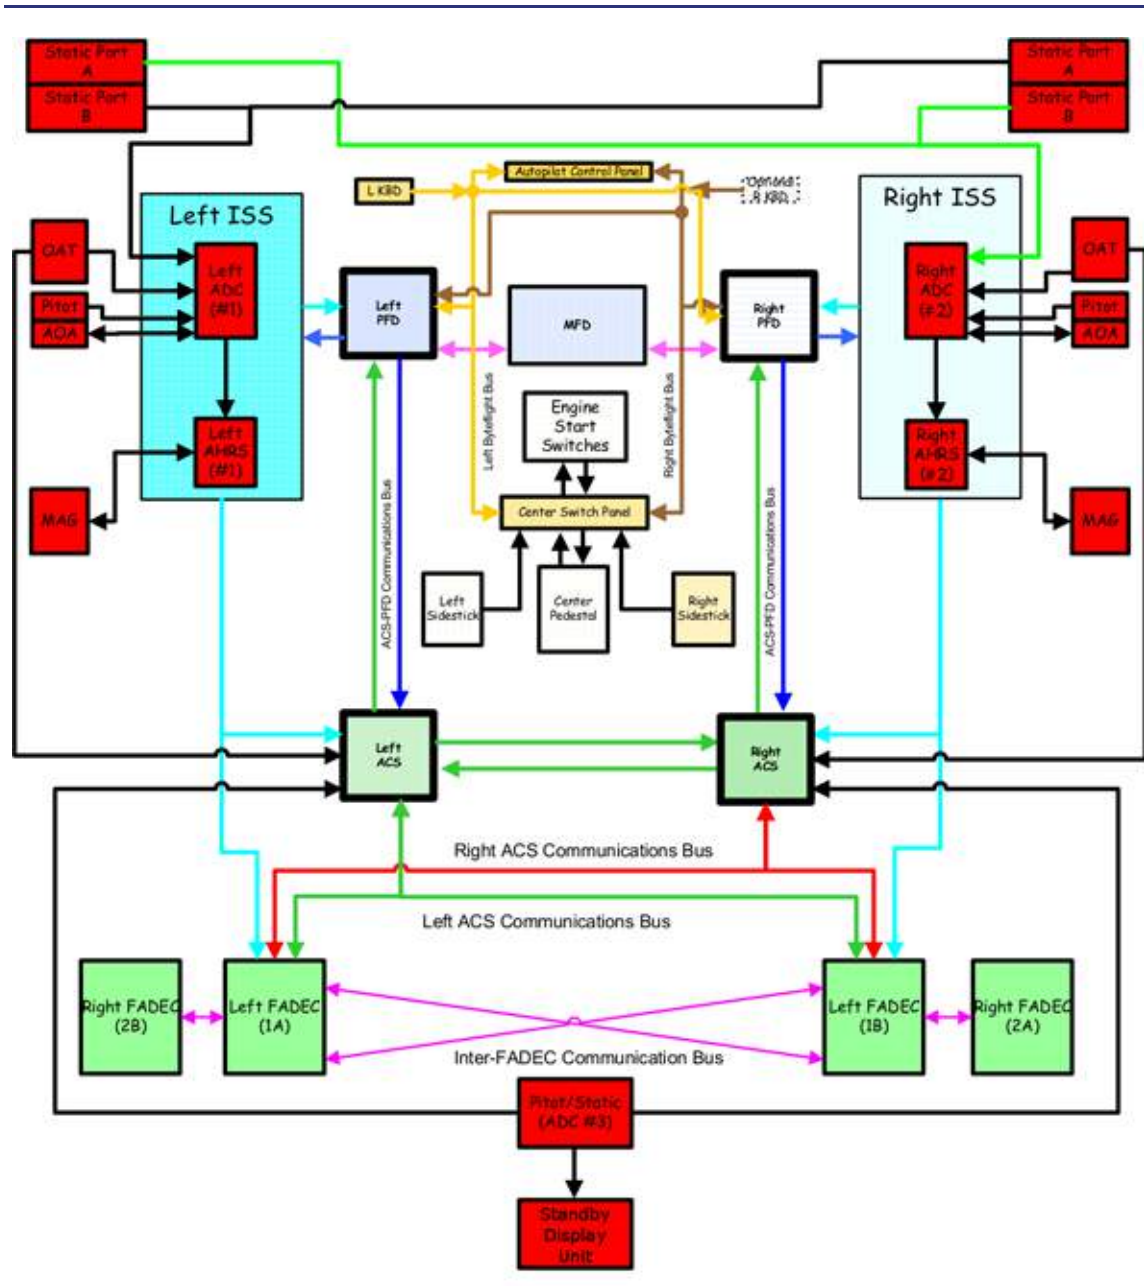 Static Port
A
Static Port
B
Static Port
A
Static Port
B
Autopilot Control Panel
L KBD
Optional
R KBD
Left ISS
Right ISS
OAT
Left
ADC
(#1)
Pitot
AOA
Left
PFD
MFD
Right
PFD
Right
ADC
(#2)
OAT
Pitot
AOA
Left Byteflight Bus
Right Byteflight Bus
Engine
Start
Switches
Left
AHRS
(#1)
Right
AHRS
(#2)
MAG
MAG
Center Switch Panel
ACS-PFD Communications Bus
ACS-PFD Communications Bus
Left
Sidestick
Center
Pedestal
Right
Sidestick
Left
ACS
Right
ACS
Right ACS Communications Bus
Left ACS Communications Bus
Right FADEC
(2B)
Left FADEC
(1A)
Left FADEC
(1B)
Right FADEC
(2A)
Inter-FADEC Communication Bus
Pitot/Static
(ADC #3)
Standby
Display
Unit